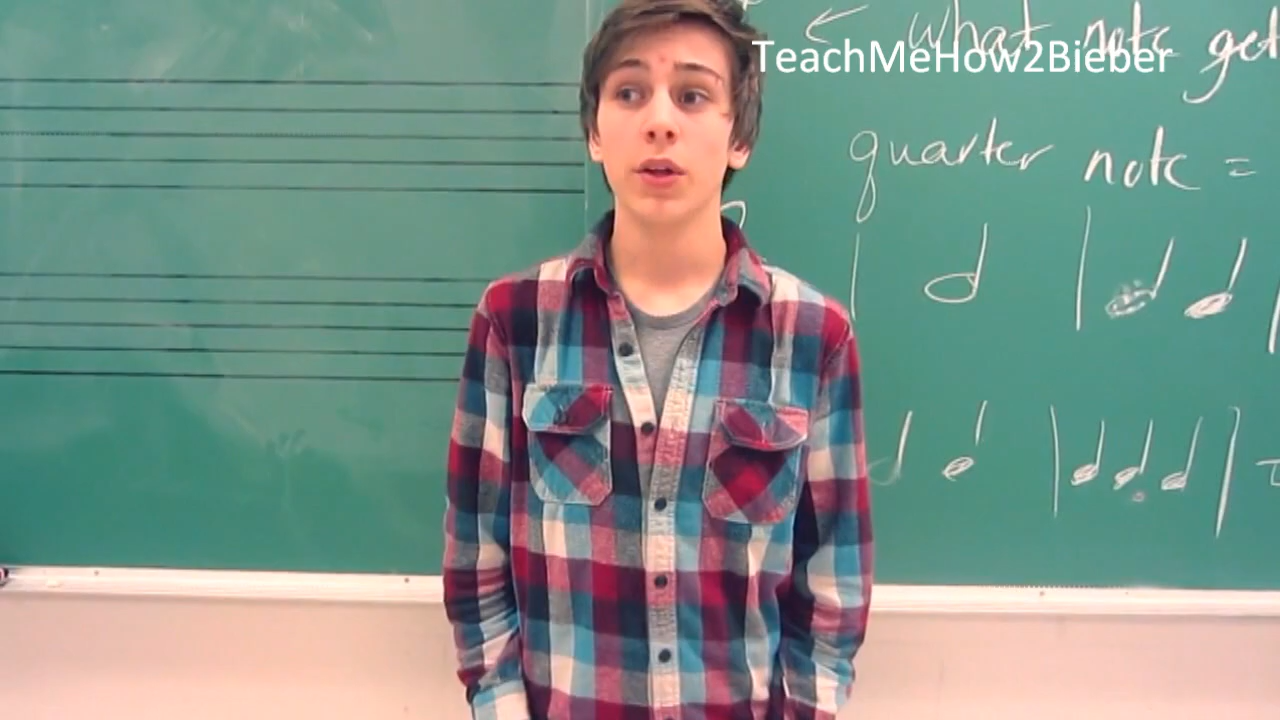 ← what note get
TeachMeHow2Bieber
quarter note =